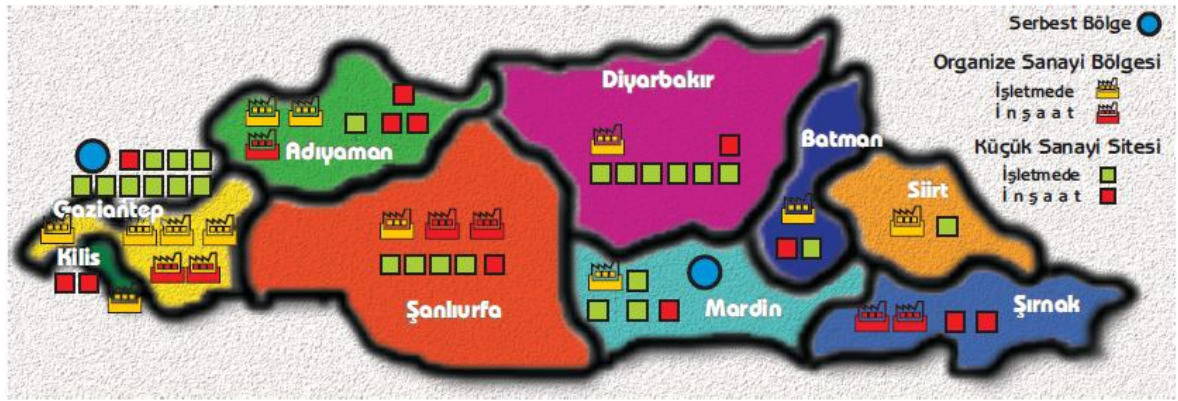 Serbest Bölge
Organize Sanayi Bölgesi
İşletmede
İnşaat
Küçük Sanayi Sitesi
İşletmede
İnşaat
Diyarbakır
Batman
Adıyaman
Siirt
Gaziantep
Kilis
Şanlıurfa
Mardin
Şırnak